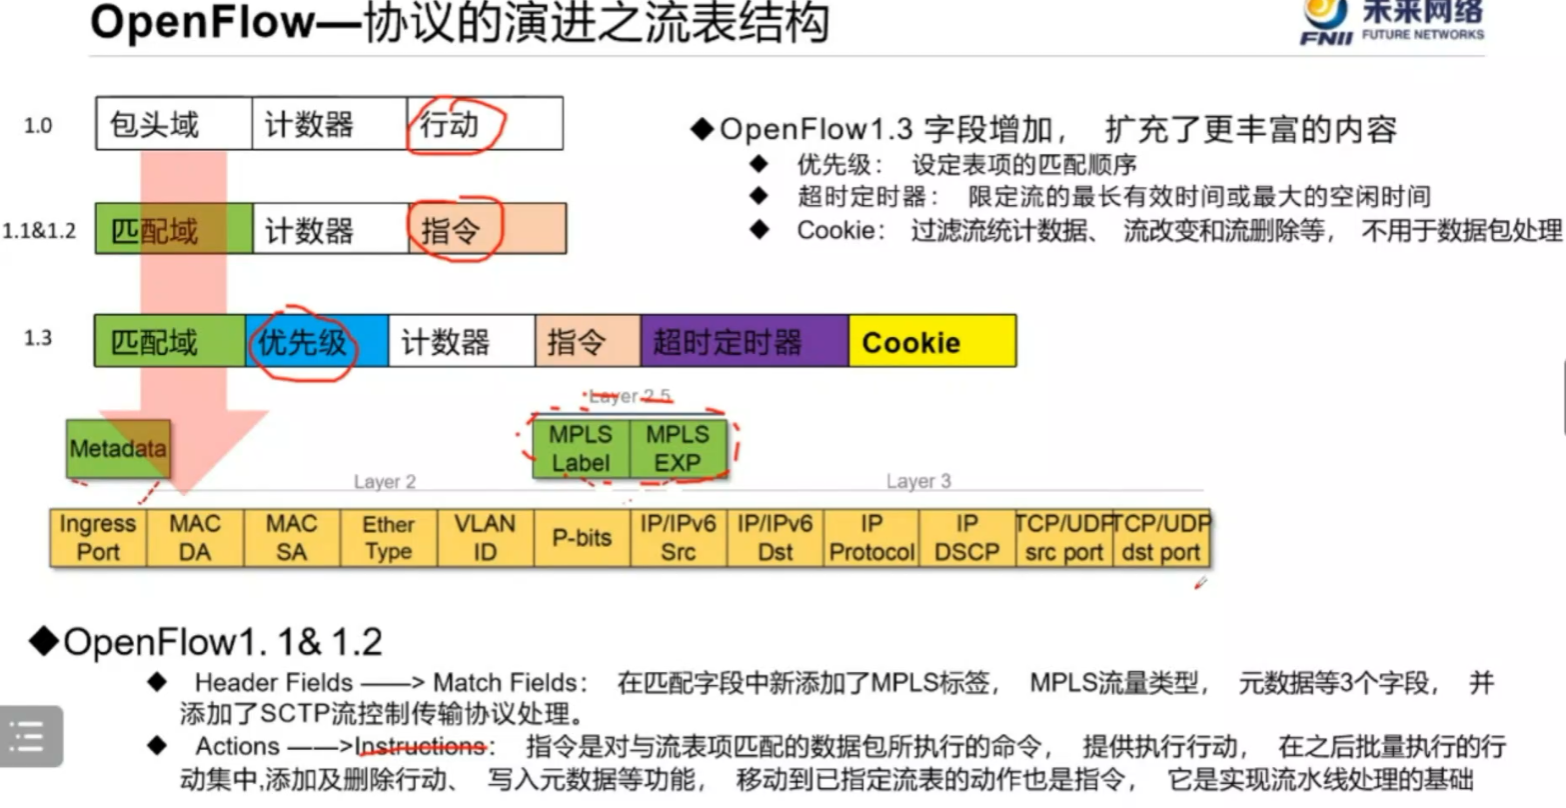 OpenFlow—协议的演进之流表结构
未来网络
FNII FUTURE NETWORKS
1.0 包头域 计数器 行动
◆OpenFlow1.3 字段增加， 扩充了更丰富的内容
◆ 优先级： 设定表项的匹配顺序
◆ 超时定时器： 限定流的最长有效时间或最大的空闲时间
◆ Cookie： 过滤流统计数据、 流改变和流删除等， 不用于数据包处理
1.1&1.2 匹配域 计数器 指令
1.3 匹配域 优先级 计数器 指令 超时定时器 Cookie
Layer 2.5
Metadata
MPLS Label
MPLS EXP
Layer 2
Layer 3
Ingress Port
MAC DA
MAC SA
Ether Type
VLAN ID
P-bits
IP/IPv6 Src
IP/IPv6 Dst
IP Protocol
IP DSCP
TCP/UDP src port
TCP/UDP dst port
◆OpenFlow1. 1& 1.2
◆ Header Fields ——> Match Fields： 在匹配字段中新添加了MPLS标签， MPLS流量类型， 元数据等3个字段， 并
添加了SCTP流控制传输协议处理。
◆ Actions ——>Instructions： 指令是对与流表项匹配的数据包所执行的命令， 提供执行行动， 在之后批量执行的行
动集中,添加及删除行动、 写入元数据等功能， 移动到已指定流表的动作也是指令， 它是实现流水线处理的基础